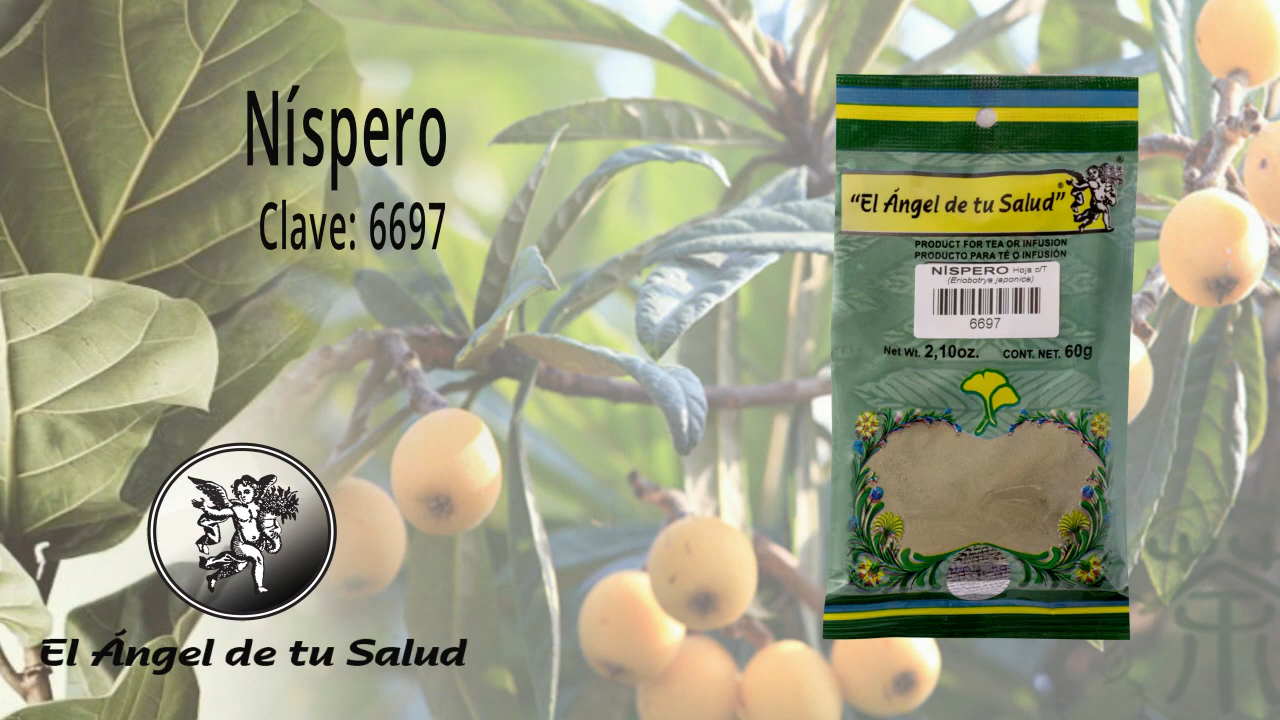 Níspero
Clave: 6697
El Ángel de tu Salud
“El Ángel de tu Salud”®
PRODUCT FOR TEA OR INFUSION
PRODUCTO PARA TÉ O INFUSIÓN
NÍSPERO Hoja c/T
(Eriobotrya japonica)
6697
Net Wt. 2,10oz. CONT. NET. 60g